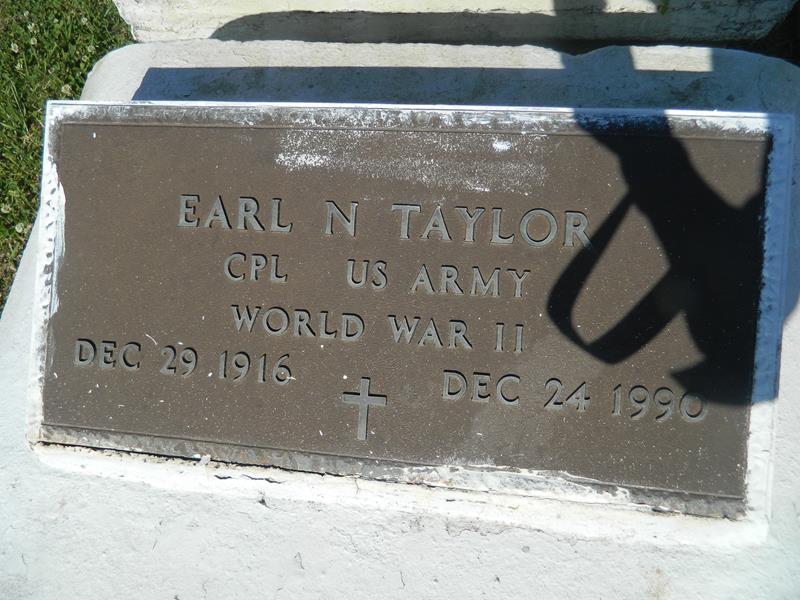 EARL N TAYLOR
CPL US ARMY
WORLD WAR II
DEC 29 1916 DEC 24 1990